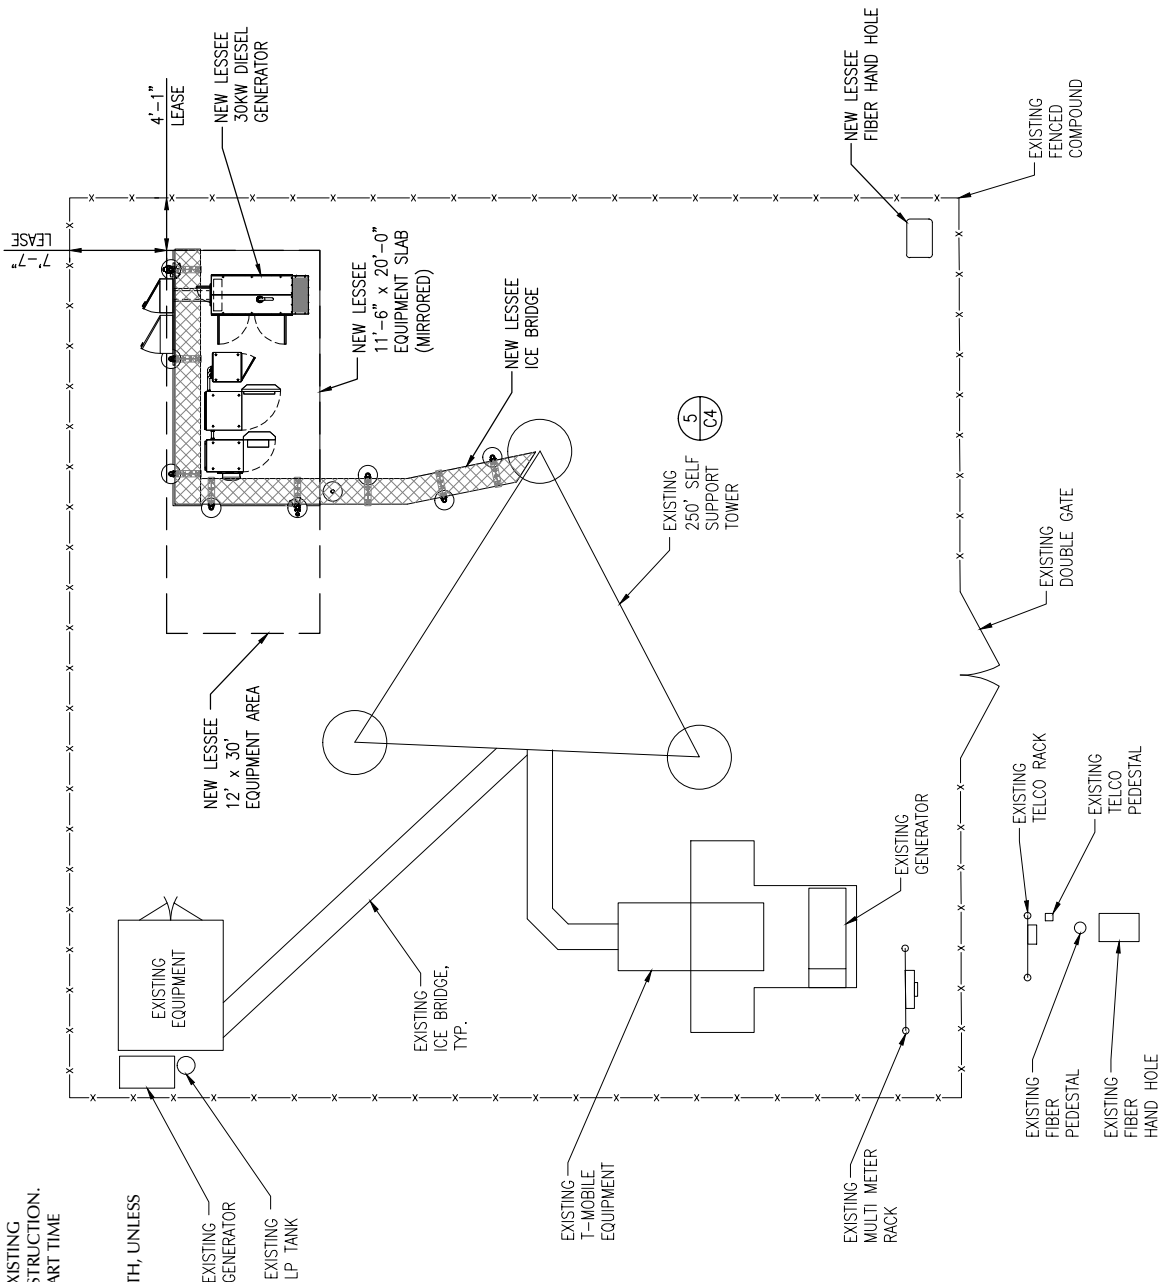 XISTING
STRUCTION.
ART TIME
TH, UNLESS
EXISTING
GENERATOR
EXISTING
LP TANK
EXISTING
EQUIPMENT
NEW LESSEE
12' x 30'
EQUIPMENT AREA
7'-7"
LEASE
4'-1"
LEASE
NEW LESSEE
30KW DIESEL
GENERATOR
NEW LESSEE
11'-6" x 20'-0"
EQUIPMENT SLAB
(MIRRORED)
NEW LESSEE
ICE BRIDGE
EXISTING
ICE BRIDGE,
TYP.
EXISTING
250' SELF
SUPPORT
TOWER
5
C4
EXISTING
T-MOBILE
EQUIPMENT
EXISTING
GENERATOR
NEW LESSEE
FIBER HAND HOLE
EXISTING
MULTI METER
RACK
EXISTING
FENCED
COMPOUND
EXISTING
DOUBLE GATE
EXISTING
TELCO RACK
EXISTING
TELCO
PEDESTAL
EXISTING
FIBER
PEDESTAL
EXISTING
FIBER
HAND HOLE